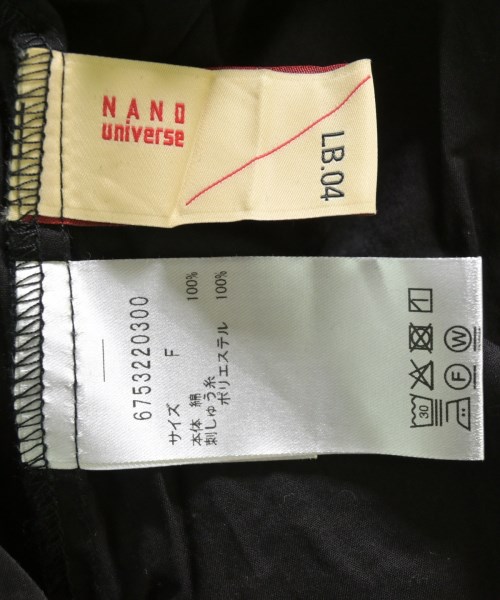 NANO
universe
LB.04
6753220300
サイズ
F
本体 綿 100%
刺しゅう糸
ポリエステル 100%
30
F
W